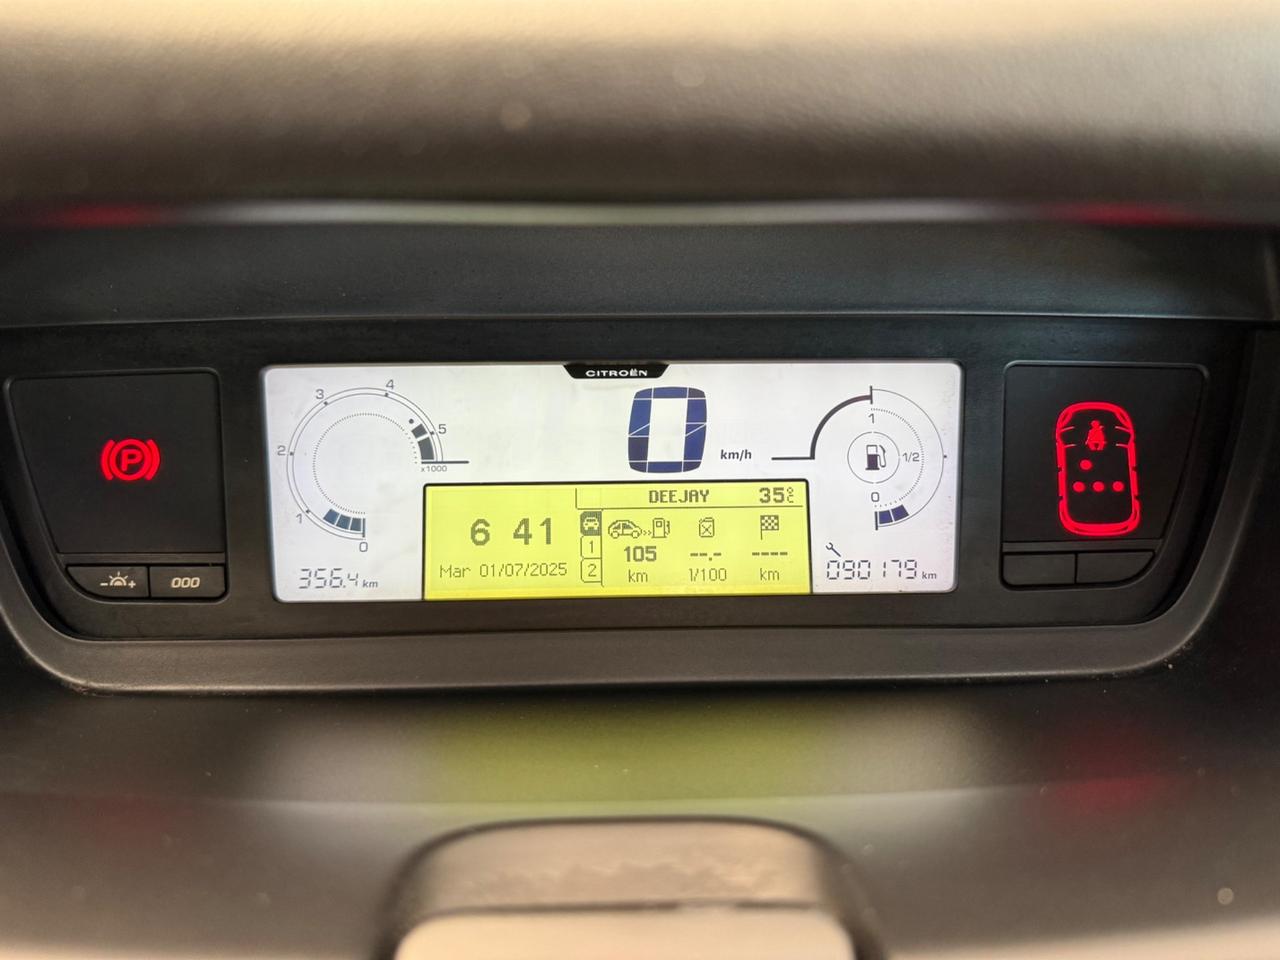 CITROËN
4
3
5
2
x1000
1
0
356.4 km
0
km/h
DEEJAY 35°C
6 41
Mar 01/07/2025
1
2
105
km
--.-
l/100
----
km
1
1/2
0
090179 km
P
-☼+
000